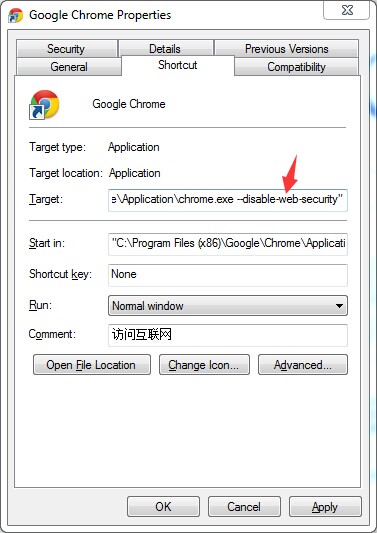 Google Chrome Properties
Security Details Previous Versions
General Shortcut Compatibility
Google Chrome
Target type: Application
Target location: Application
Target: e\Application\chrome.exe --disable-web-security"
Start in: "C:\Program Files (x86)\Google\Chrome\Applicati
Shortcut key: None
Run: Normal window
Comment: 访问互联网
Open File Location Change Icon... Advanced...
OK Cancel Apply